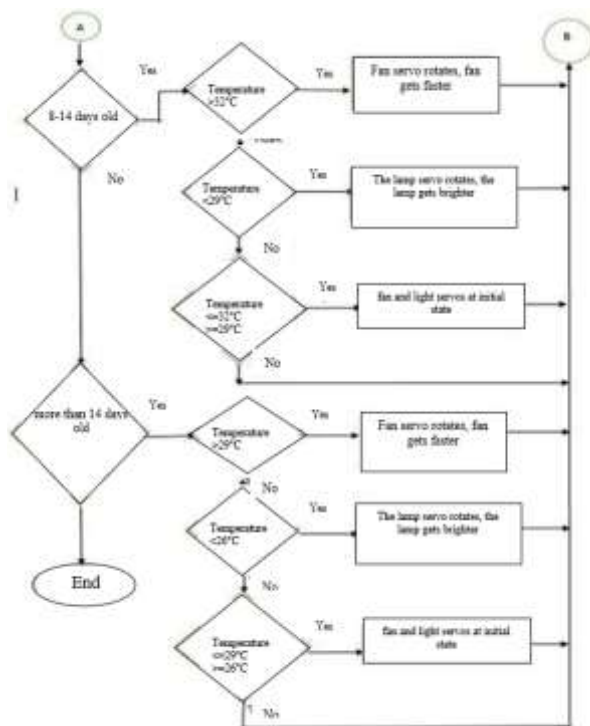 A
B
Yes
Yes
8-14 days old
Temperature
>32°C
Fan servo rotates, fan
gets faster
No
Temperature
<29°C
Yes
The lamp servo rotates, the
lamp gets brighter
No
Temperature
<=32°C
>=29°C
Yes
fan and light servos at initial
state
No
more than 14 days
old
Yes
Temperature
>29°C
Yes
Fan servo rotates, fan
gets faster
No
Temperature
<26°C
Yes
The lamp servo rotates, the
lamp gets brighter
End
No
Temperature
<=29°C
>=26°C
Yes
fan and light servos at initial
state
No